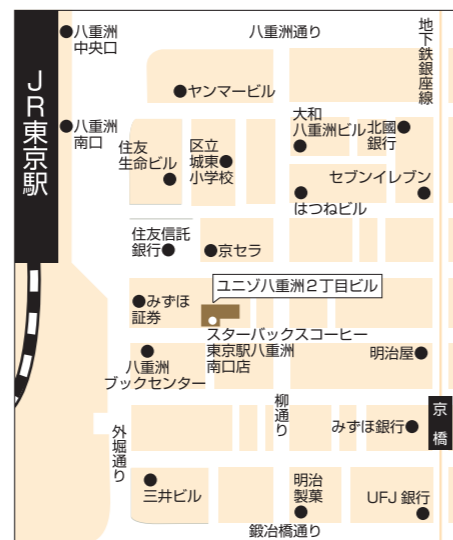 八重洲
中央口
八重洲通り
地下鉄銀座線
JR東京駅
ヤンマービル
八重洲
南口
大和
八重洲ビル
北國
銀行
住友
生命ビル
区立
城東
小学校
セブンイレブン
はつねビル
住友信託
銀行
京セラ
ユニゾ八重洲2丁目ビル
みずほ
証券
スターバックスコーヒー
東京駅八重洲
南口店
八重洲
ブックセンター
明治屋
柳通り
京橋
みずほ銀行
外堀通り
三井ビル
明治
製菓
UFJ 銀行
鍛冶橋通り